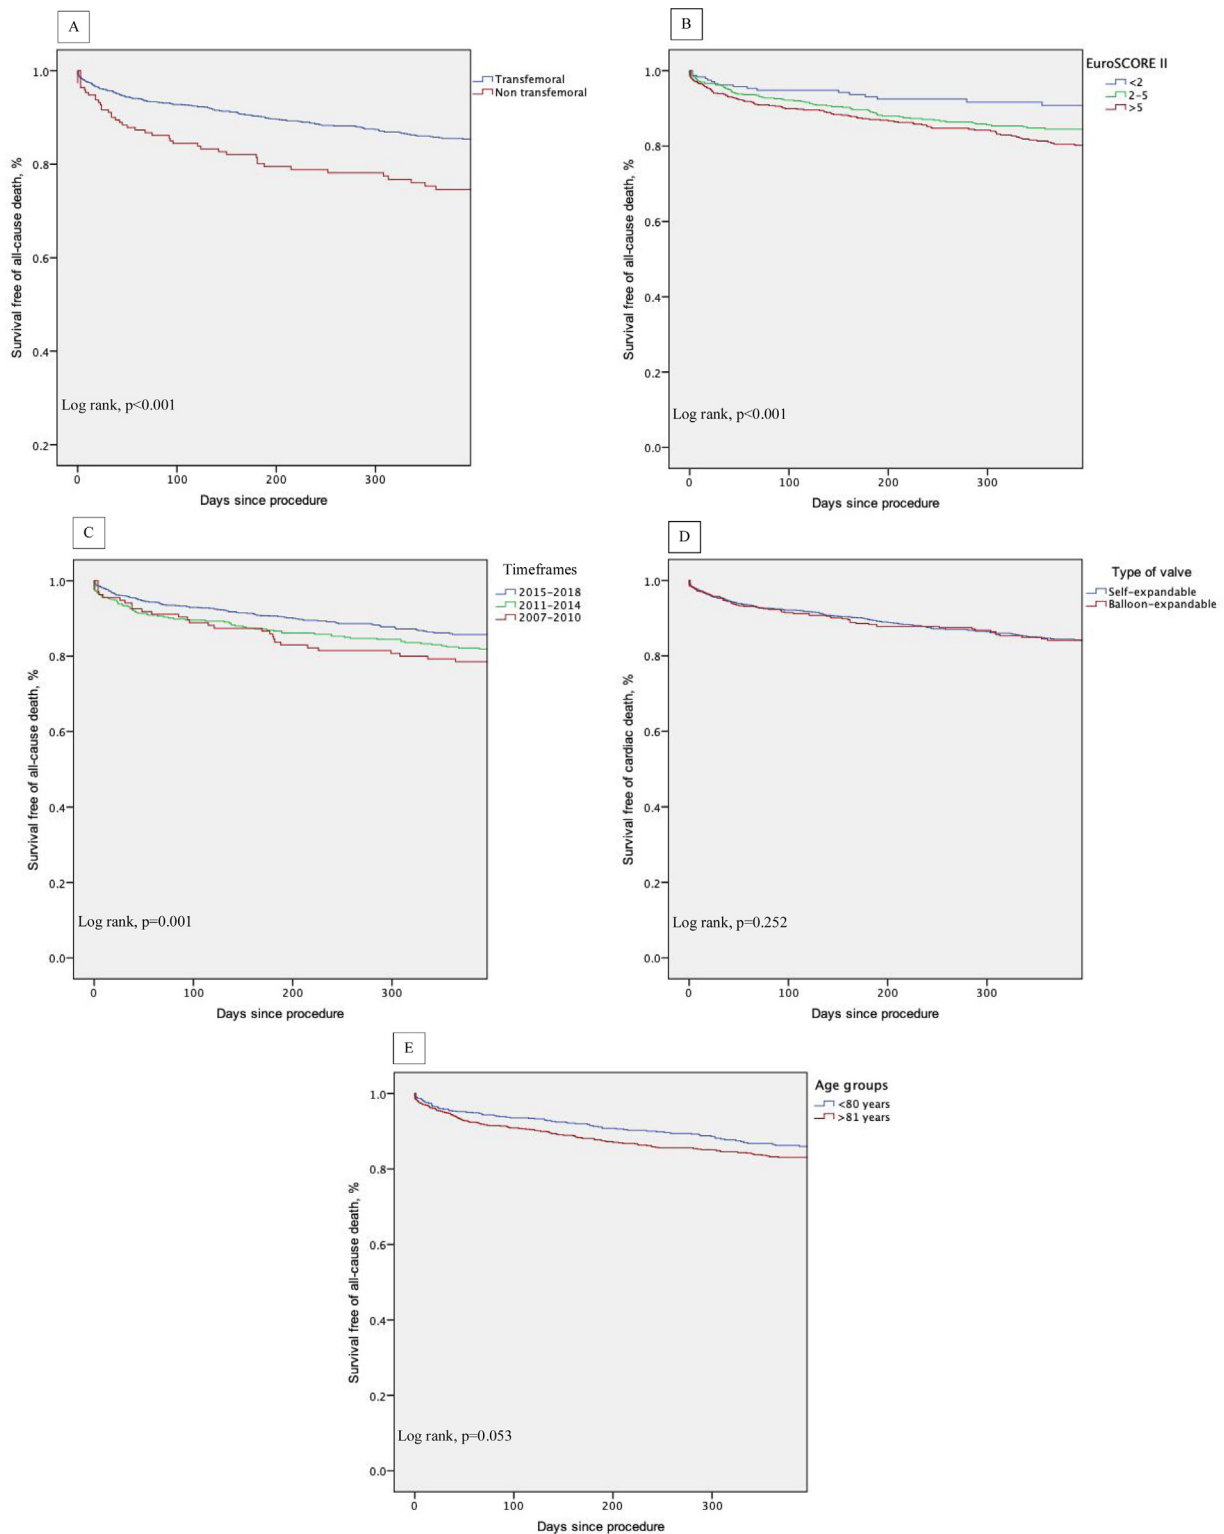 A
1.0
0.8
0.6
0.4
0.2
0
100
200
300
Survival free of all-cause death, %
Days since procedure
Transfemoral
Non transfemoral
Log rank, p<0.001
B
1.0
0.8
0.6
0.4
0.2
0.0
0
100
200
300
Survival free of all-cause death, %
Days since procedure
EuroSCORE II
<2
2-5
>5
Log rank, p<0.001
C
1.0
0.8
0.6
0.4
0.2
0.0
0
100
200
300
Survival free of all-cause death, %
Days since procedure
Timeframes
2015-2018
2011-2014
2007-2010
Log rank, p=0.001
D
1.0
0.8
0.6
0.4
0.2
0.0
0
100
200
300
Survival free of cardiac death, %
Days since procedure
Type of valve
Self-expandable
Balloon-expandable
Log rank, p=0.252
E
1.0
0.8
0.6
0.4
0.2
0.0
0
100
200
300
Survival free of all-cause death, %
Days since procedure
Age groups
<80 years
>81 years
Log rank, p=0.053